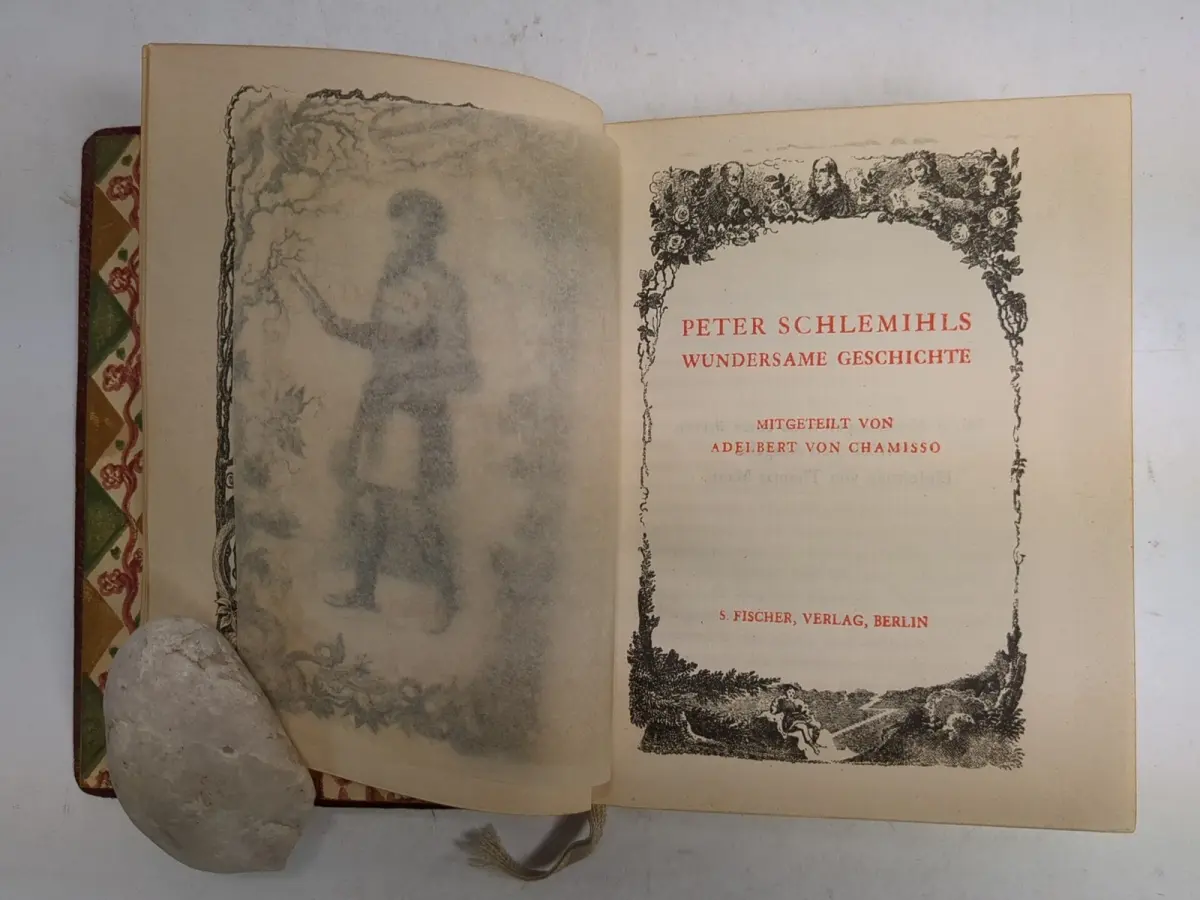 PETER SCHLEMIHLS
WUNDERSAME GESCHICHTE
MITGETEILT VON
ADELBERT VON CHAMISSO
S. FISCHER, VERLAG, BERLIN